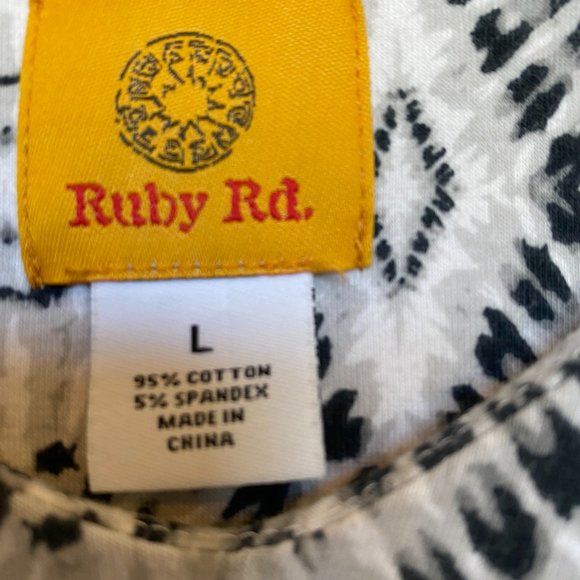 Ruby Rd.
L
95% COTTON
5% SPANDEX
MADE IN
CHINA